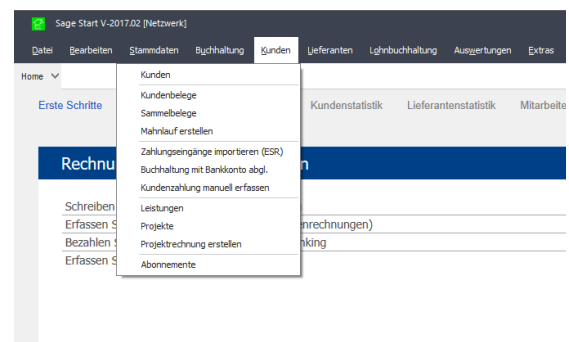 Sage Start V-2017.02 [Netzwerk]
Datei Bearbeiten Stammdaten Buchhaltung Kunden Lieferanten Lohnbuchhaltung Auswertungen Extras
Home
Kunden
Erste Schritte
Kundenbelege
Kundenstatistik Lieferantenstatistik Mitarbeite
Sammelbelege
Mahnlauf erstellen
Zahlungseingänge importieren (ESR)
Rechnu
n
Buchhaltung mit Bankkonto abgl.
Kundenzahlung manuell erfassen
Schreiben
Leistungen
Erfassen S
Projekte
enrechnungen)
Bezahlen S
Projektrechnung erstellen
nking
Erfassen S
Abonnemente